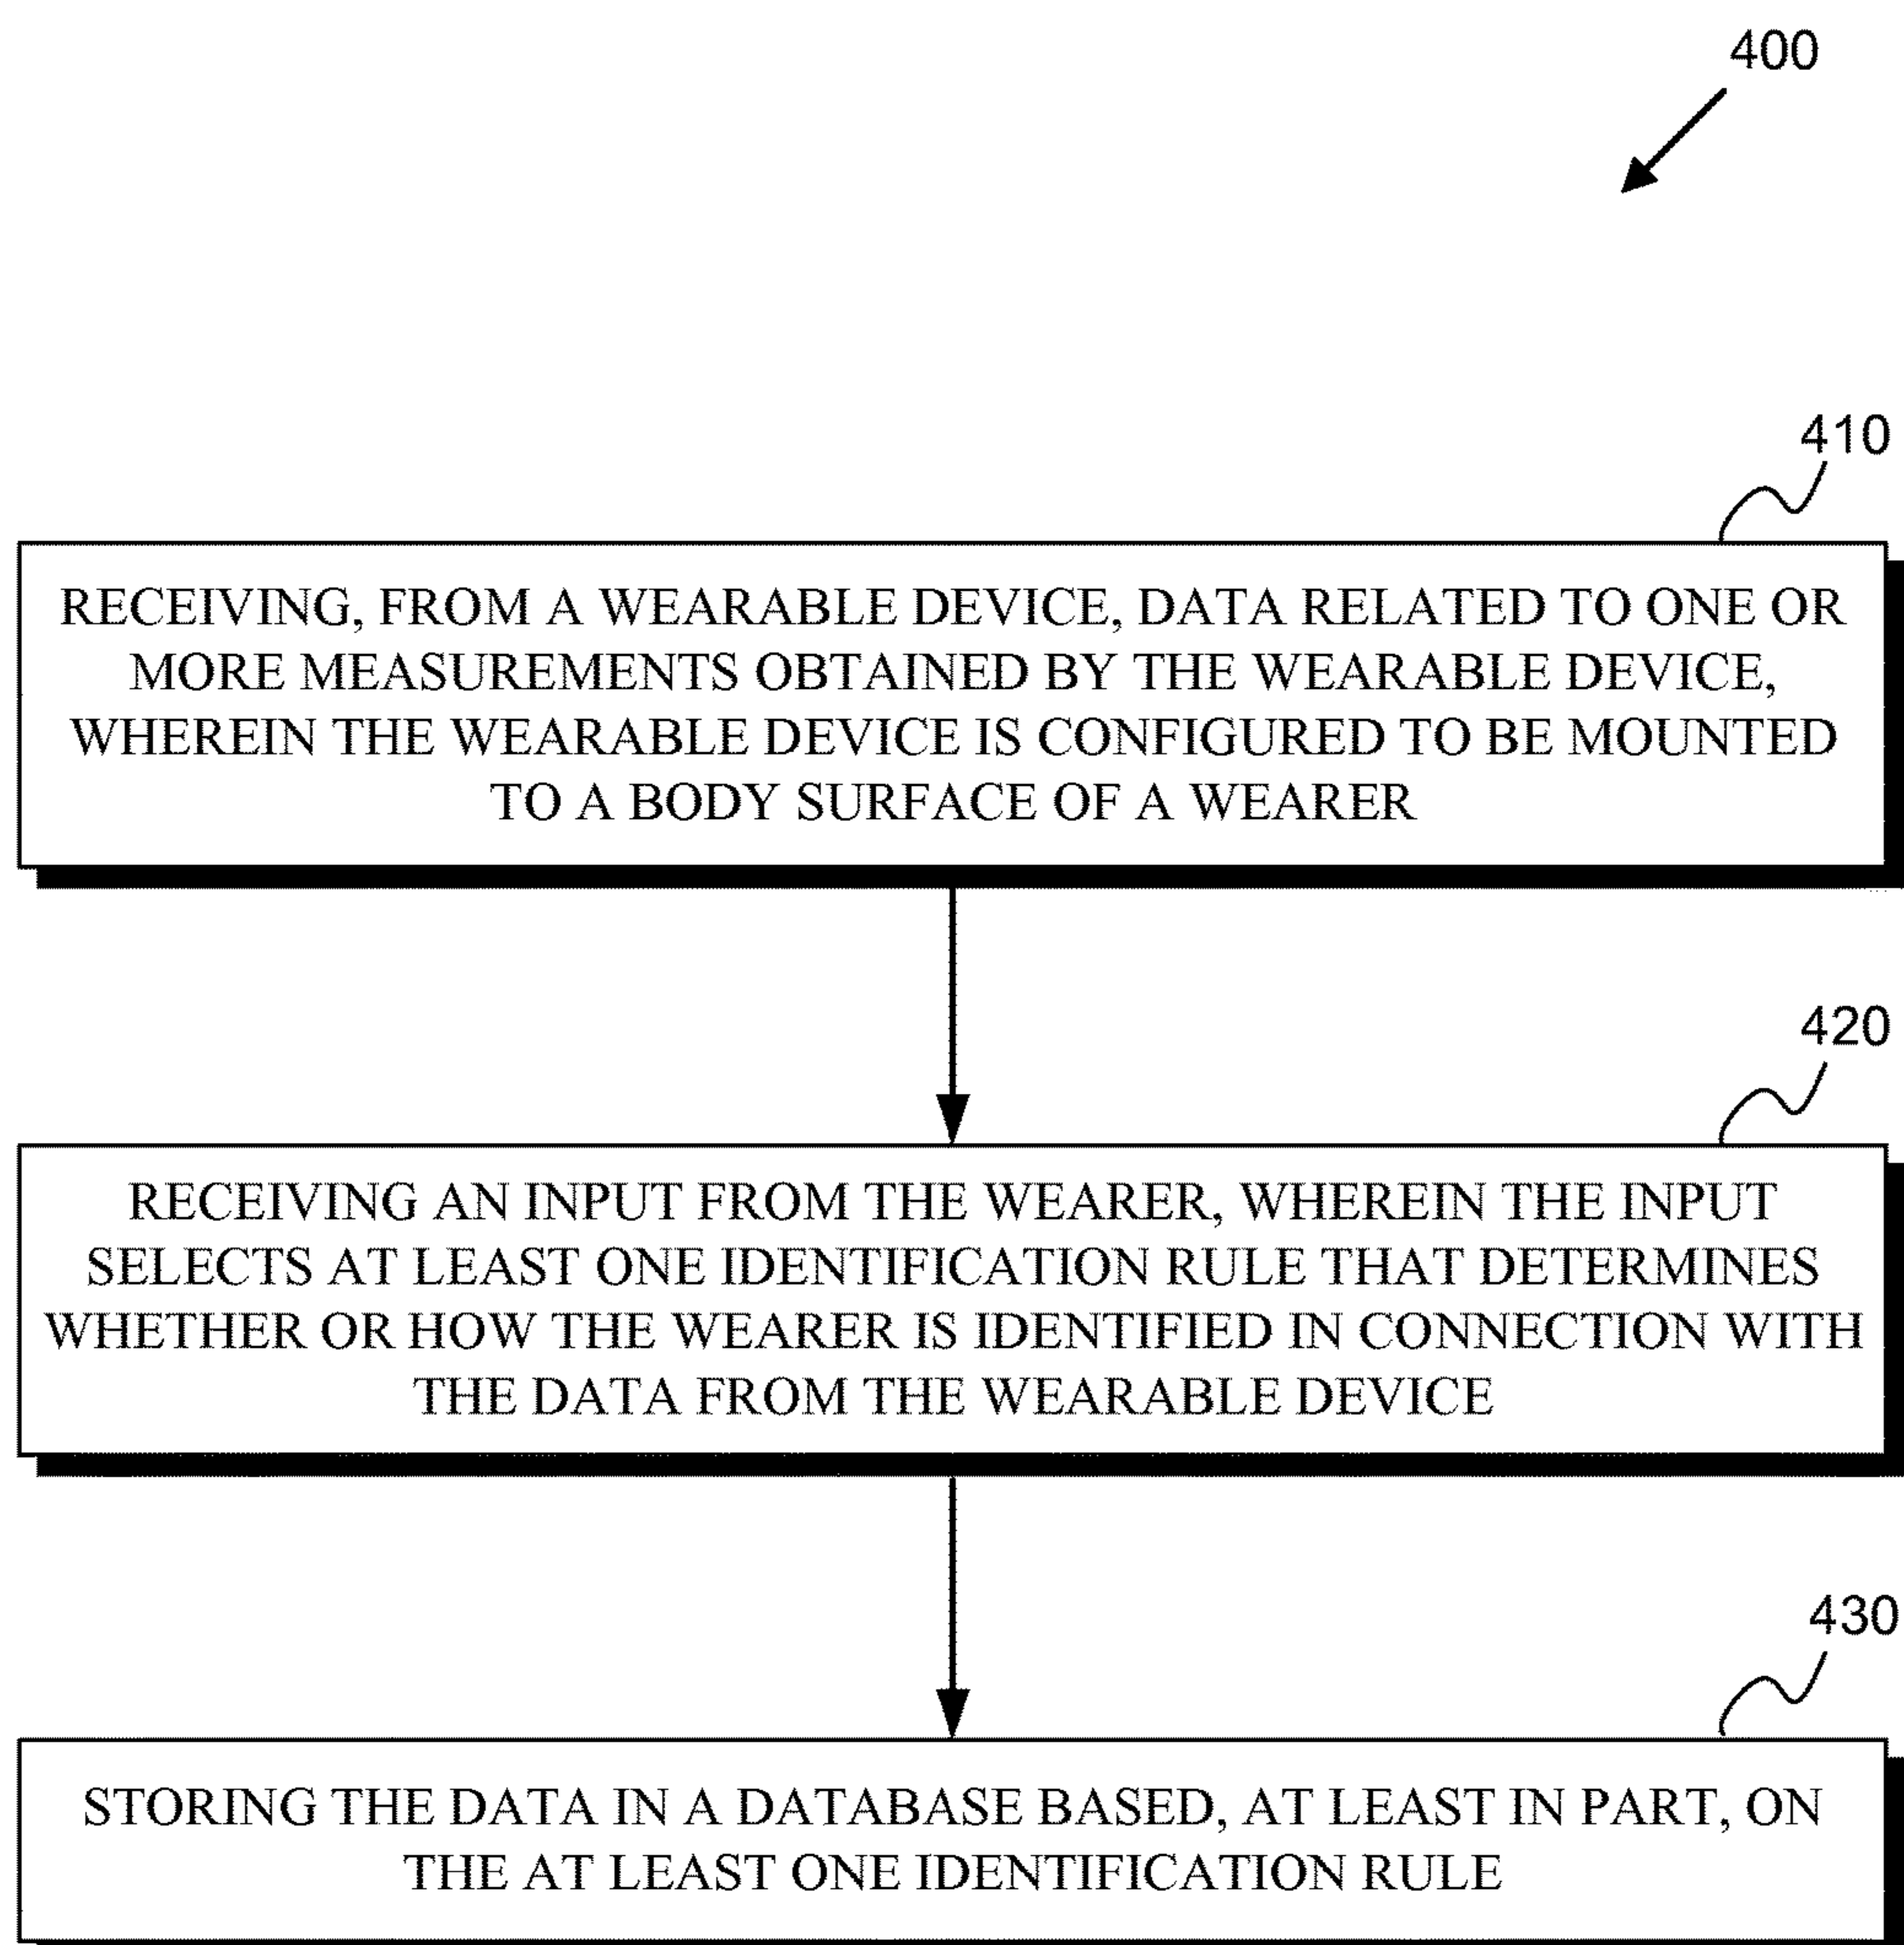 400
410
RECEIVING, FROM A WEARABLE DEVICE, DATA RELATED TO ONE OR
MORE MEASUREMENTS OBTAINED BY THE WEARABLE DEVICE,
WHEREIN THE WEARABLE DEVICE IS CONFIGURED TO BE MOUNTED
TO A BODY SURFACE OF A WEARER
420
RECEIVING AN INPUT FROM THE WEARER, WHEREIN THE INPUT
SELECTS AT LEAST ONE IDENTIFICATION RULE THAT DETERMINES
WHETHER OR HOW THE WEARER IS IDENTIFIED IN CONNECTION WITH
THE DATA FROM THE WEARABLE DEVICE
430
STORING THE DATA IN A DATABASE BASED, AT LEAST IN PART, ON
THE AT LEAST ONE IDENTIFICATION RULE